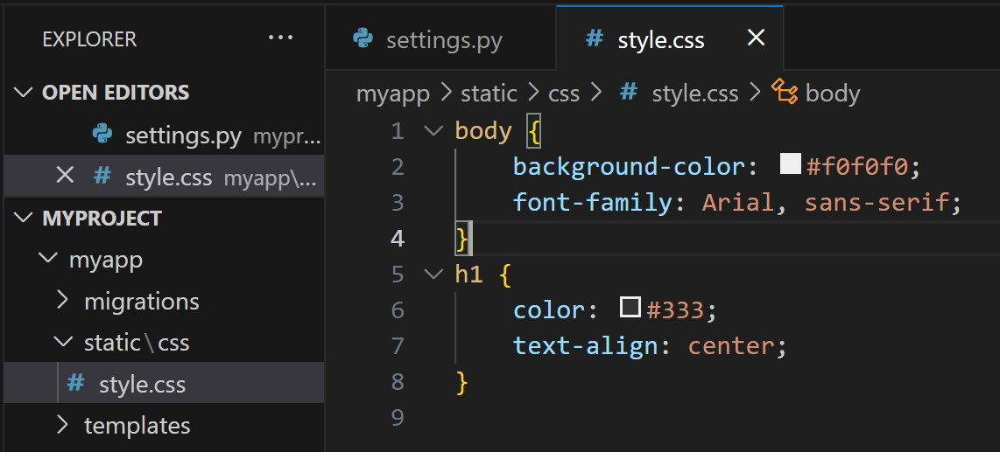 EXPLORER ···
OPEN EDITORS
settings.py mypr...
style.css myapp\...
MYPROJECT
myapp
migrations
static\css
# style.css
templates
settings.py
# style.css
myapp > static > css > # style.css > body
1 body {
2 background-color: #f0f0f0;
3 font-family: Arial, sans-serif;
4 }
5 h1 {
6 color: #333;
7 text-align: center;
8 }
9